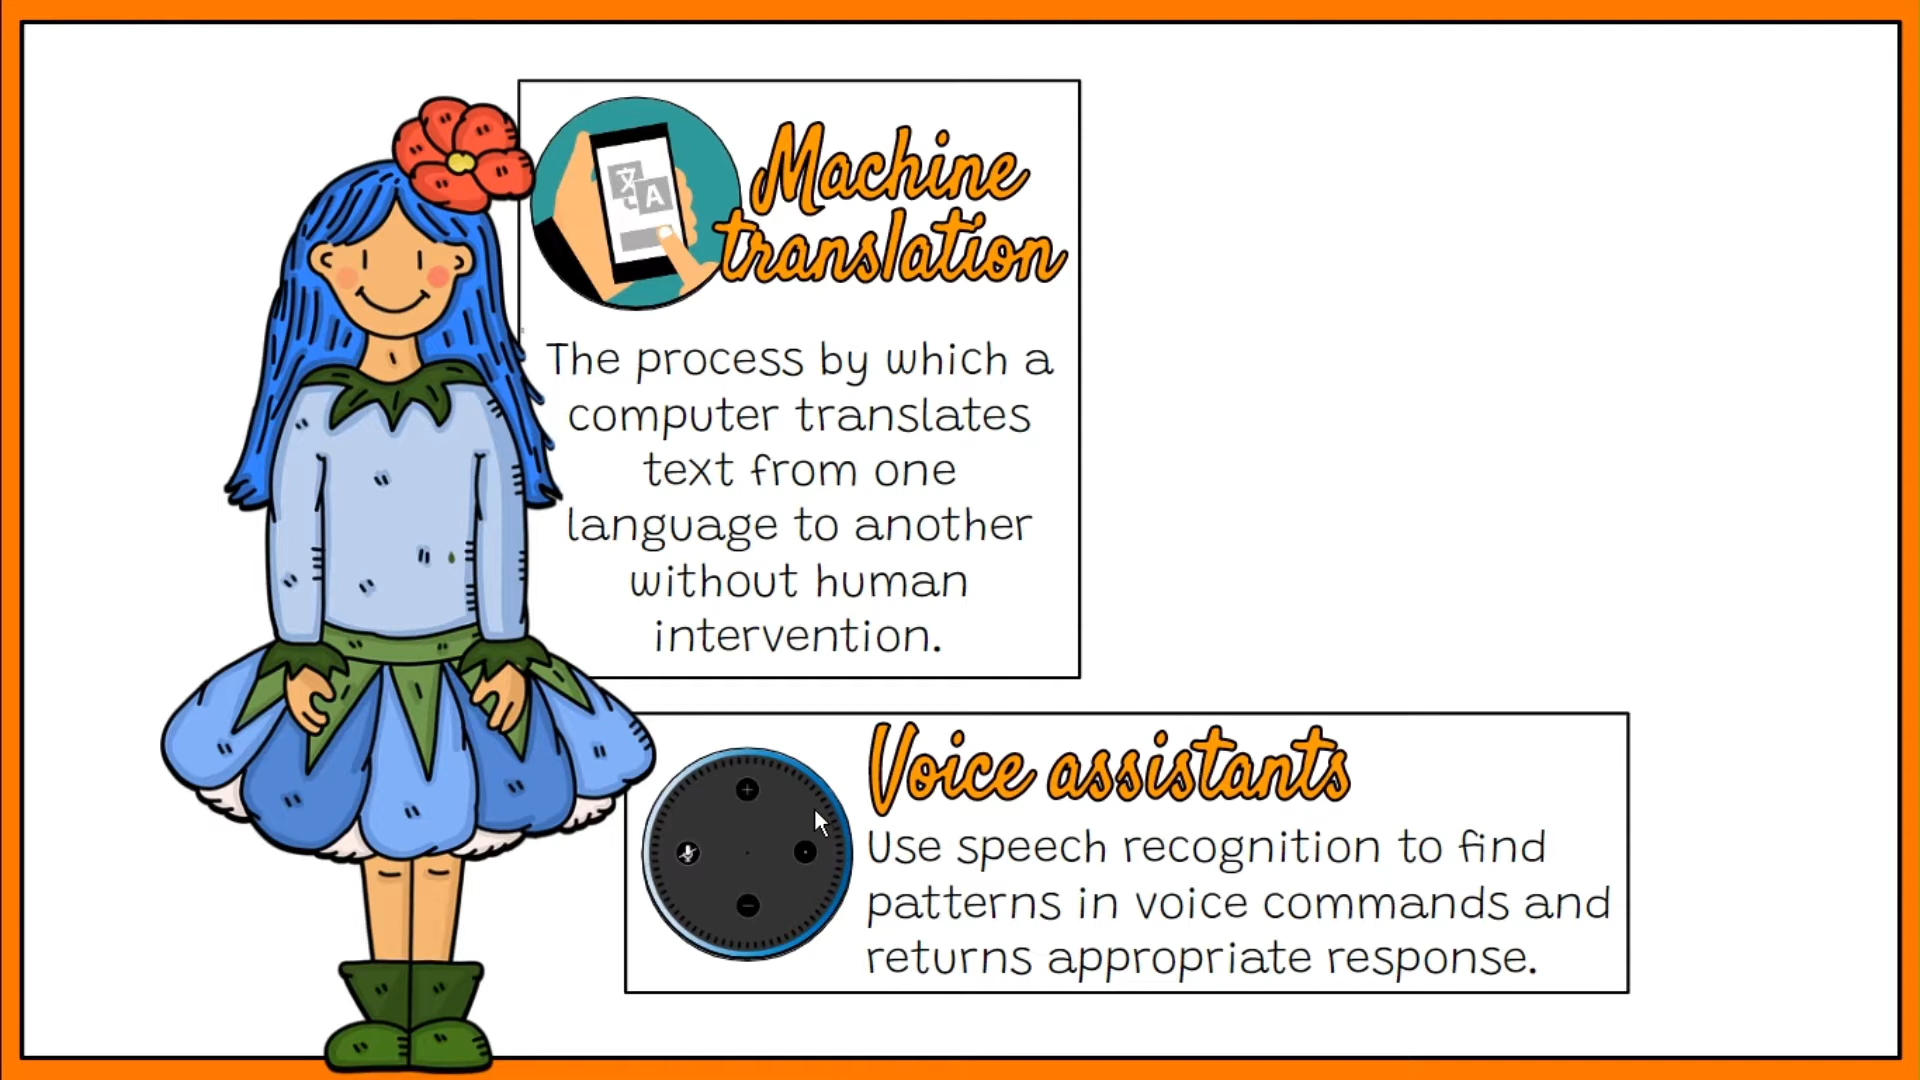 Machine
translation
文
A
The process by which a
computer translates
text from one
language to another
without human
intervention.
Voice assistants
Use speech recognition to find
patterns in voice commands and
returns appropriate response.